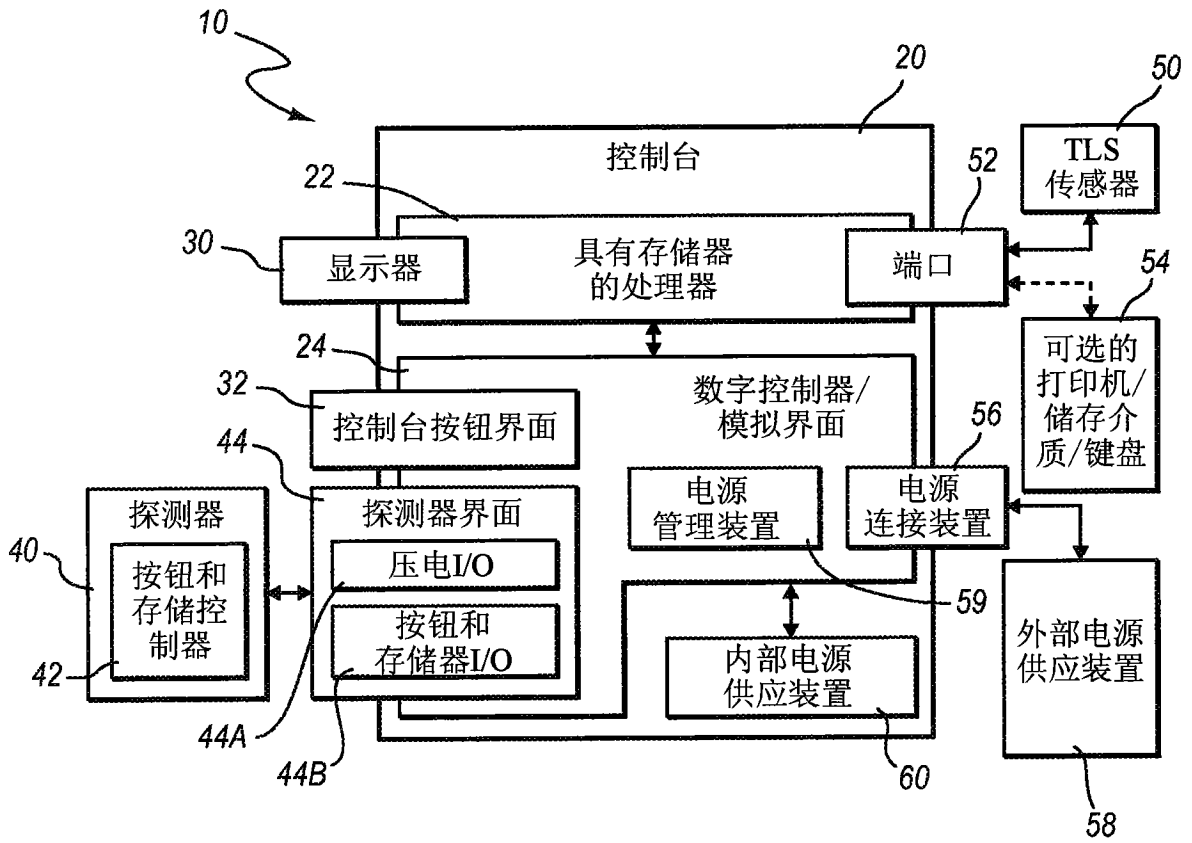 10
20
50
控制台
TLS
传感器
22
52
30
显示器
具有存储器
的处理器
端口
54
24
可选的
打印机/
储存介
质/键盘
32
控制台按钮界面
数字控制器/
模拟界面
44
56
探测器
探测器界面
电源
管理装置
电源
连接装置
40
按钮和
存储控
制器
压电I/O
59
42
按钮和
存储器I/O
内部电源
供应装置
外部电源
供应装置
44A
44B
60
58